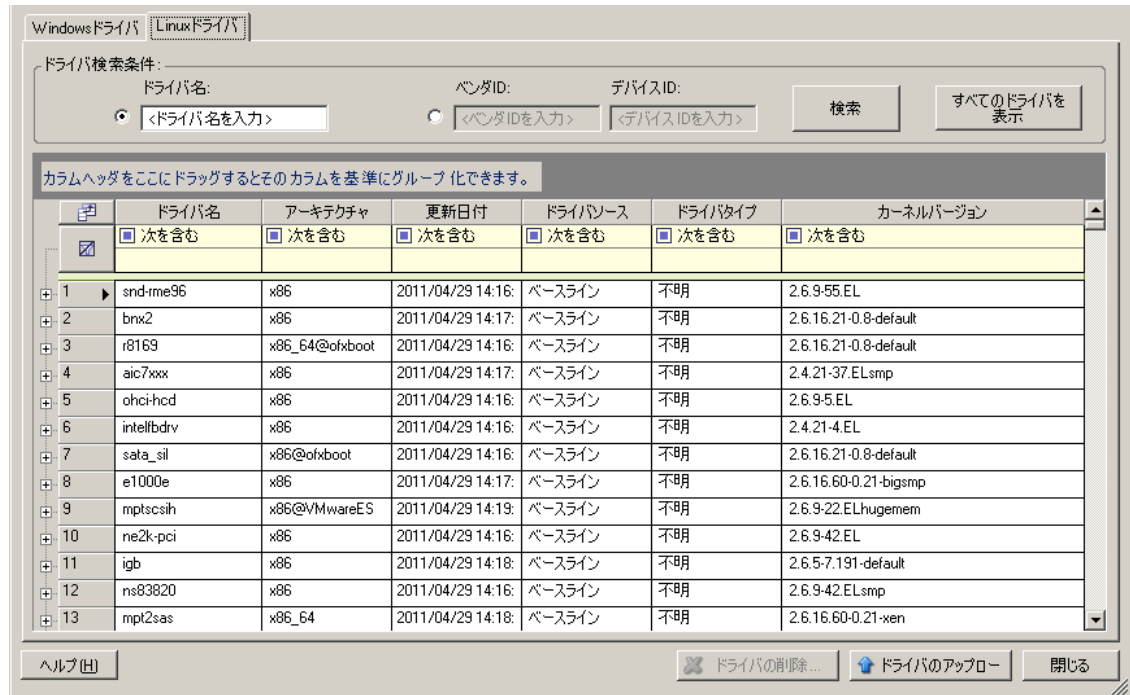 Windowsドライバ Linuxドライバ
ドライバ検索条件:
ドライバ名: ベンダID: デバイスID:
<ドライバ名を入力> <ベンダIDを入力> <デバイスIDを入力> 検索 すべてのドライバを
表示
カラムヘッダをここにドラッグするとそのカラムを基準にグループ化できます。
ドライバ名 アーキテクチャ 更新日付 ドライバソース ドライバタイプ カーネルバージョン
次を含む 次を含む 次を含む 次を含む 次を含む 次を含む
1 snd-rme96 x86 2011/04/29 14:16: ベースライン 不明 2.6.9-55.EL
2 bnx2 x86 2011/04/29 14:17: ベースライン 不明 2.6.16.21-0.8-default
3 r8169 x86_64@ofxboot 2011/04/29 14:16: ベースライン 不明 2.6.16.21-0.8-default
4 aic7xxx x86 2011/04/29 14:17: ベースライン 不明 2.4.21-37.ELsmp
5 ohci-hcd x86 2011/04/29 14:16: ベースライン 不明 2.6.9-5.EL
6 intelfbdrv x86 2011/04/29 14:16: ベースライン 不明 2.4.21-4.EL
7 sata_sil x86@ofxboot 2011/04/29 14:16: ベースライン 不明 2.6.16.21-0.8-default
8 e1000e x86 2011/04/29 14:17: ベースライン 不明 2.6.16.60-0.21-bigsmp
9 mptscsih x86@VMwareES 2011/04/29 14:19: ベースライン 不明 2.6.9-22.ELhugemem
10 ne2k-pci x86 2011/04/29 14:16: ベースライン 不明 2.6.9-42.EL
11 igb x86 2011/04/29 14:18: ベースライン 不明 2.6.5-7.191-default
12 ns83820 x86 2011/04/29 14:16: ベースライン 不明 2.6.9-42.ELsmp
13 mpt2sas x86_64 2011/04/29 14:18: ベースライン 不明 2.6.16.60-0.21-xen
ヘルプ(H) ドライバの削除... ドライバのアップロー 閉じる